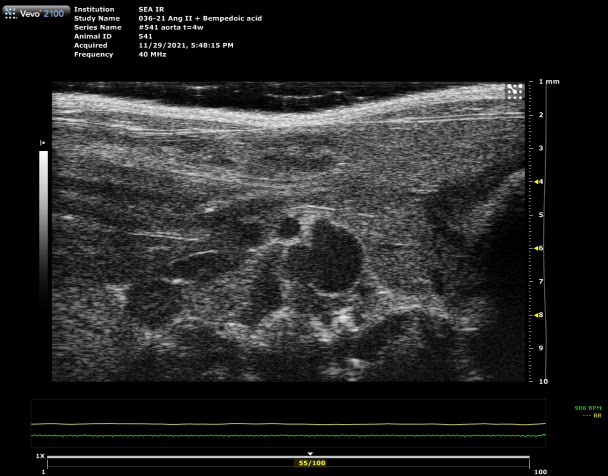 Vevo 2100
Institution SEA IR
Study Name 036-21 Ang II + Bempedoic acid
Series Name #541 aorta t=4w
Animal ID 541
Acquired 11/29/2021, 5:48:15 PM
Frequency 40 MHz
1 mm
2
3
4
5
6
7
8
9
10
906 BPM
--- RR
1X
55/100
1 100